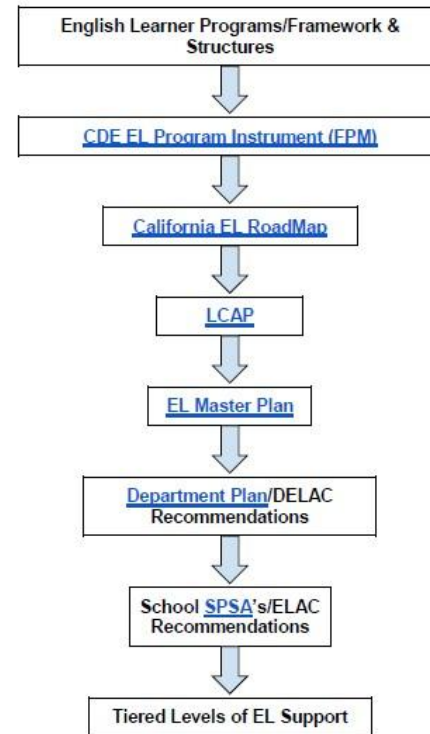 English Learner Programs/Framework &
Structures
CDE EL Program Instrument (FPM)
California EL RoadMap
LCAP
EL Master Plan
Department Plan/DELAC
Recommendations
School SPSA's/ELAC
Recommendations
Tiered Levels of EL Support